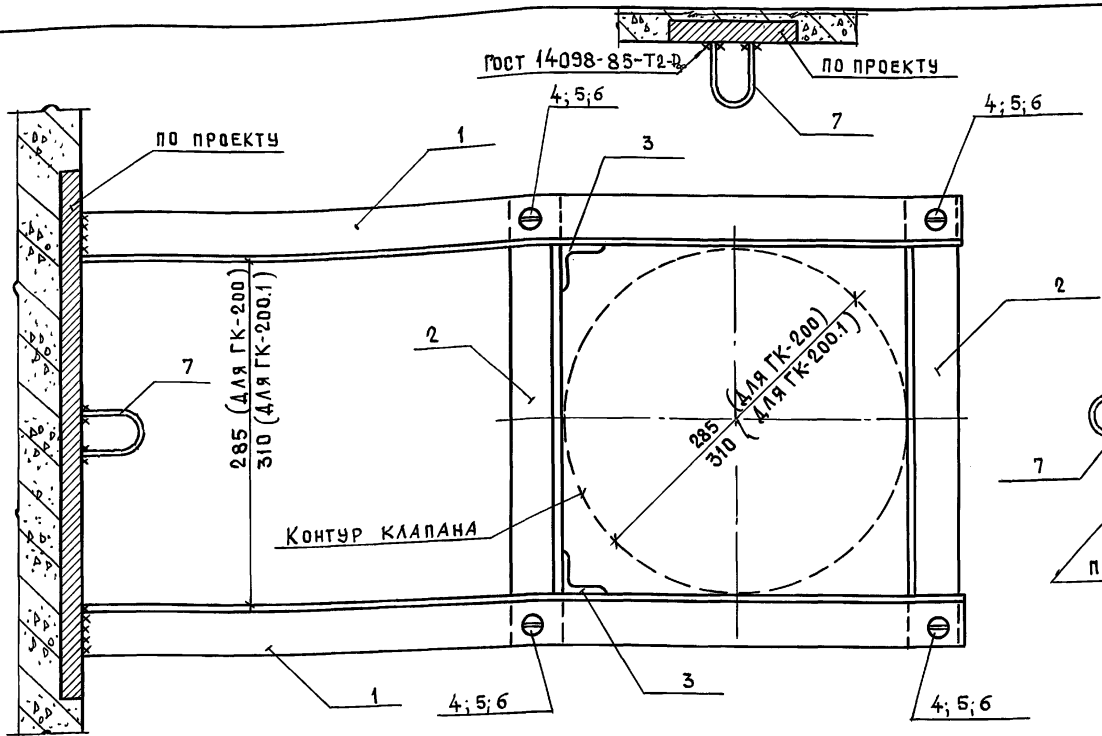 ГОСТ 14098-85-Т2-Р
ПО ПРОЕКТУ
7
4; 5; 6
4; 5; 6
ПО ПРОЕКТУ
1
3
2
2
7
285 (ДЛЯ ГК-200)
310 (ДЛЯ ГК-200.1)
285 (ДЛЯ ГК-200)
310 (ДЛЯ ГК-200.1)
7
КОНТУР КЛАПАНА
П
1
4; 5; 6
3
4; 5; 6